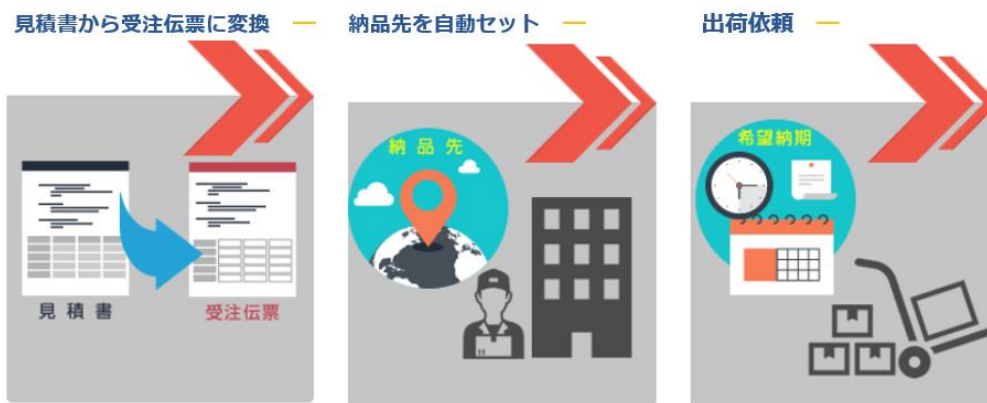 見積書から受注伝票に変換
納品先を自動セット
出荷依頼
見積書
受注伝票
納品先
希望納期